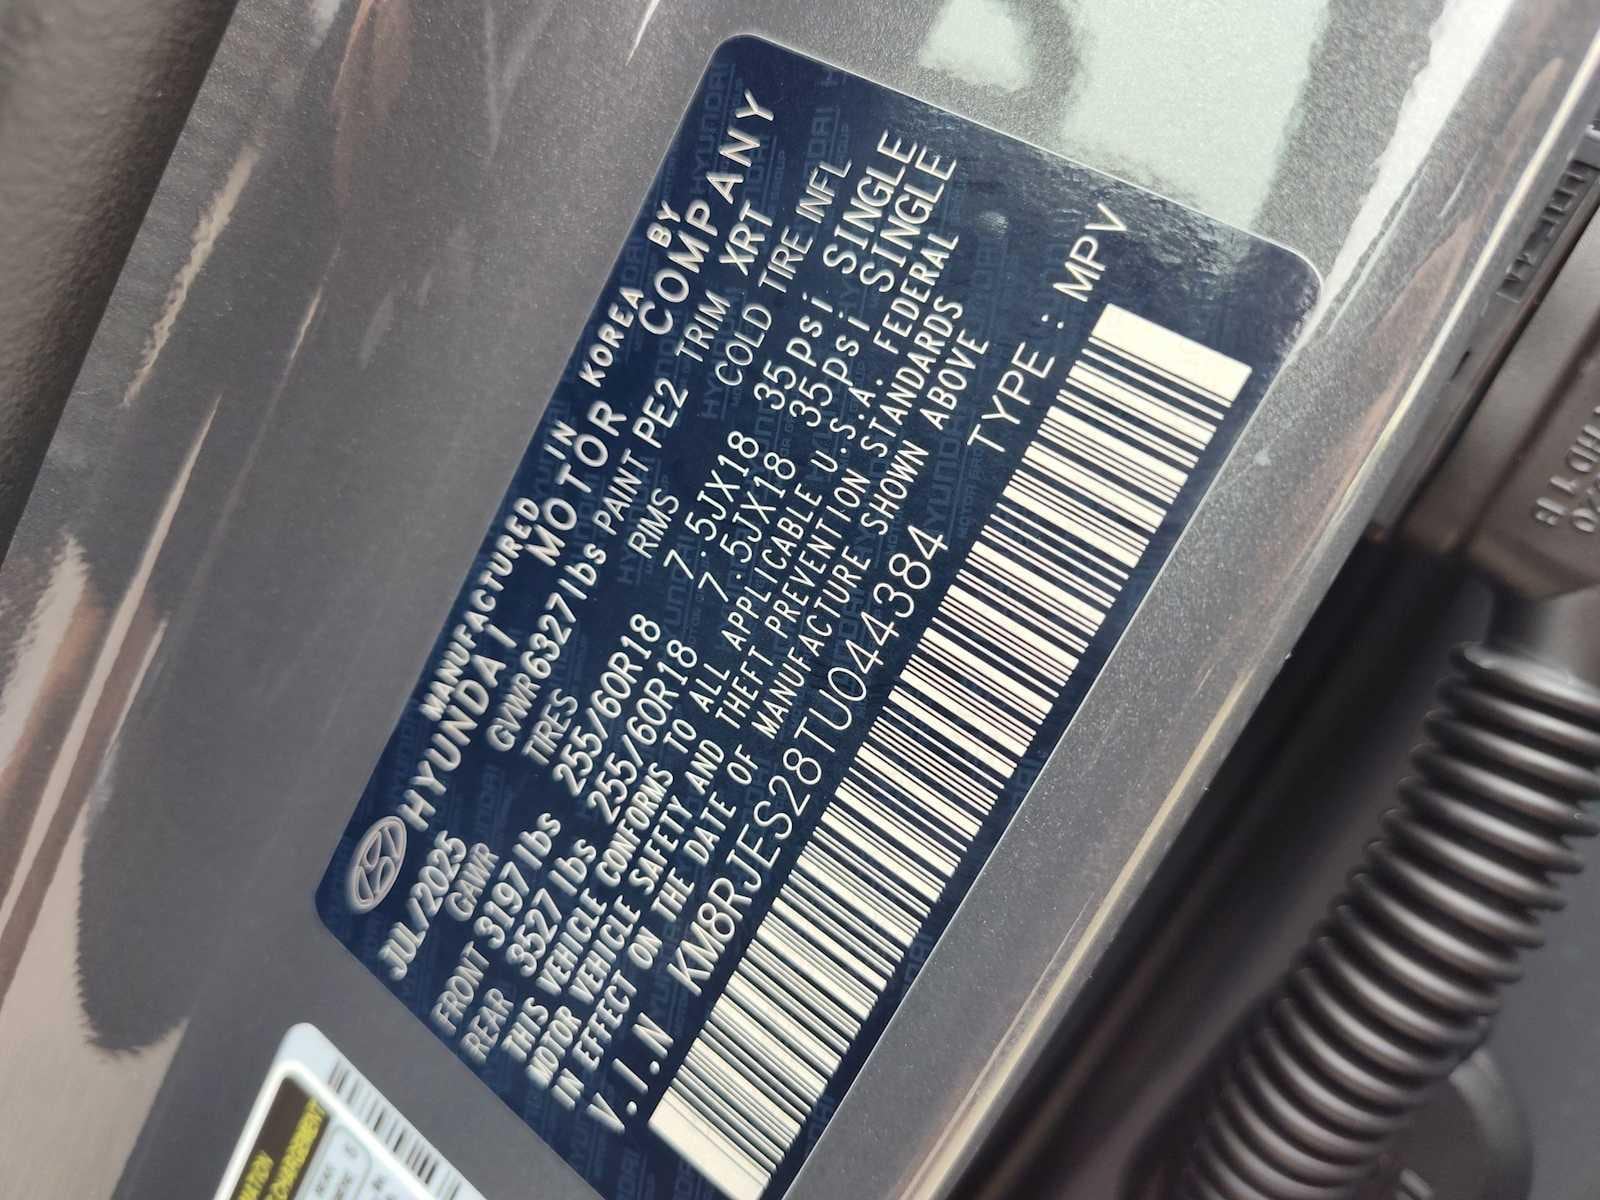 MANUFACTURED IN KOREA BY
HYUNDAI MOTOR COMPANY
JUL/2025 GVWR 6327lbs PAINT PE2 TRIM XRT
GAWR TIRES RIMS COLD TIRE INFL
FRONT 3197lbs 255/60R18 7.5JX18 35psi SINGLE
REAR 3527lbs 255/60R18 7.5JX18 35psi SINGLE
THIS VEHICLE CONFORMS TO ALL APPLICABLE U.S.A. FEDERAL
MOTOR VEHICLE SAFETY AND THEFT PREVENTION STANDARDS
IN EFFECT ON THE DATE OF MANUFACTURE SHOWN ABOVE
V.I.N KM8RJES28TU044384 TYPE : MPV